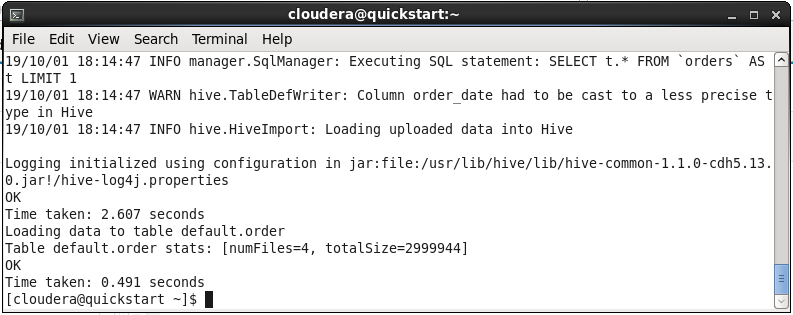 cloudera@quickstart:~
File Edit View Search Terminal Help
19/10/01 18:14:47 INFO manager.SqlManager: Executing SQL statement: SELECT t.* FROM `orders` AS
t LIMIT 1
19/10/01 18:14:47 WARN hive.TableDefWriter: Column order_date had to be cast to a less precise t
ype in Hive
19/10/01 18:14:47 INFO hive.HiveImport: Loading uploaded data into Hive
Logging initialized using configuration in jar:file:/usr/lib/hive/lib/hive-common-1.1.0-cdh5.13.
0.jar!/hive-log4j.properties
OK
Time taken: 2.607 seconds
Loading data to table default.order
Table default.order stats: [numFiles=4, totalSize=2999944]
OK
Time taken: 0.491 seconds
[cloudera@quickstart ~]$